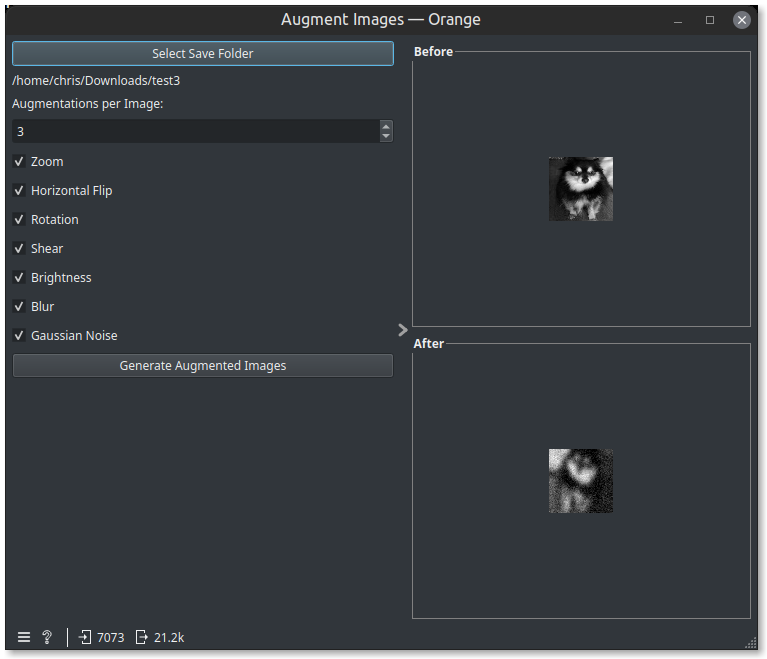 Augment Images — Orange
Select Save Folder
/home/chris/Downloads/test3
Augmentations per Image:
3
Zoom
Horizontal Flip
Rotation
Shear
Brightness
Blur
Gaussian Noise
Generate Augmented Images
Before
After
7073 21.2k